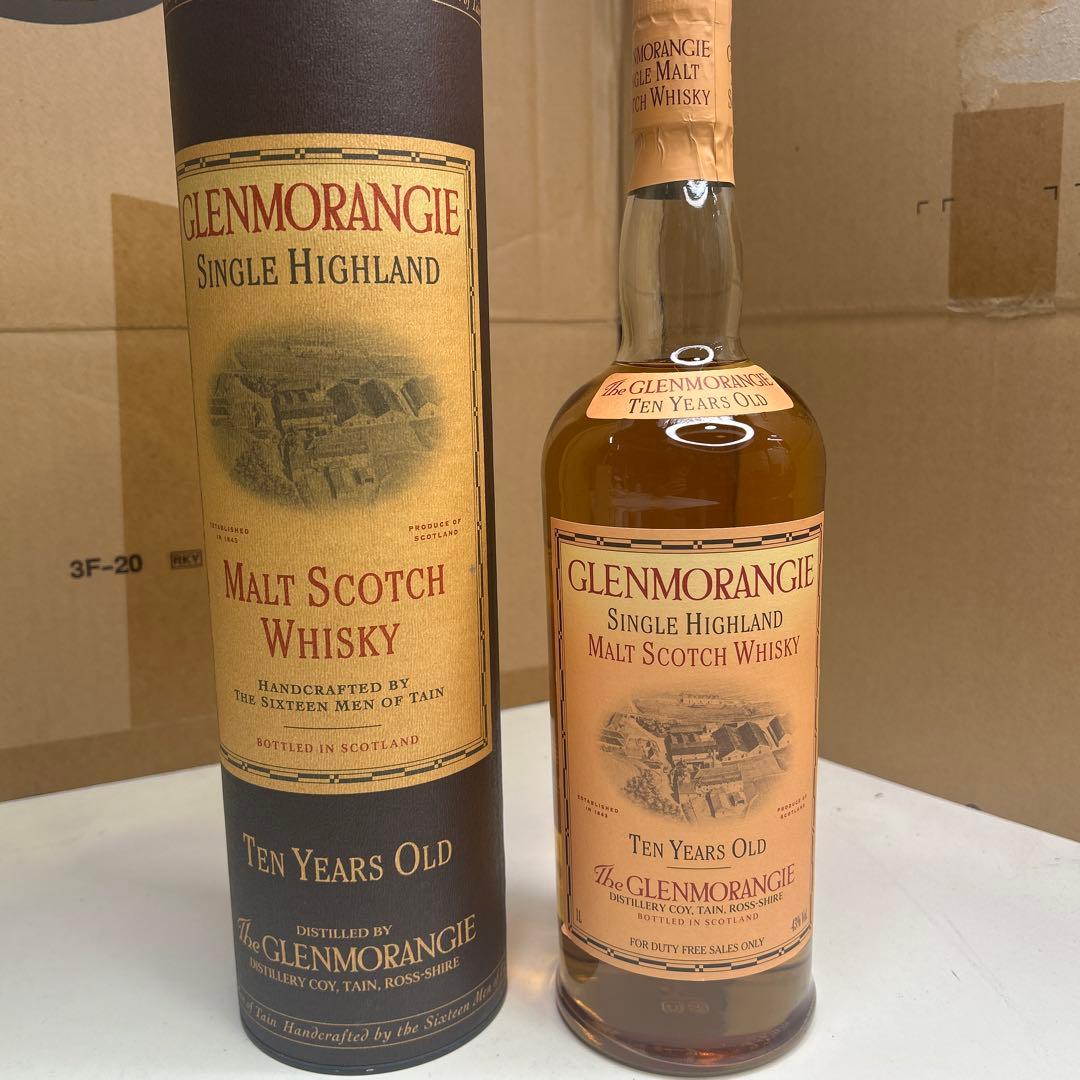 GLENMORANGIE
SINGLE HIGHLAND
ESTABLISHED
IN 1843
PRODUCE OF
SCOTLAND
MALT SCOTCH
WHISKY
HANDCRAFTED BY
THE SIXTEEN MEN OF TAIN
BOTTLED IN SCOTLAND
TEN YEARS OLD
DISTILLED BY
The GLENMORANGIE
DISTILLERY COY, TAIN, ROSS-SHIRE
of Tain Handcrafted by the Sixteen Men
3F-20
RKY
NMORANGIE
GLE MALT
TCH WHISKY
The GLENMORANGIE
TEN YEARS OLD
GLENMORANGIE
SINGLE HIGHLAND
MALT SCOTCH WHISKY
ESTABLISHED
IN 1843
PRODUCE OF
SCOTLAND
TEN YEARS OLD
The GLENMORANGIE
DISTILLERY COY, TAIN, ROSS-SHIRE
BOTTLED IN SCOTLAND
1L
43% Vol.
FOR DUTY FREE SALES ONLY